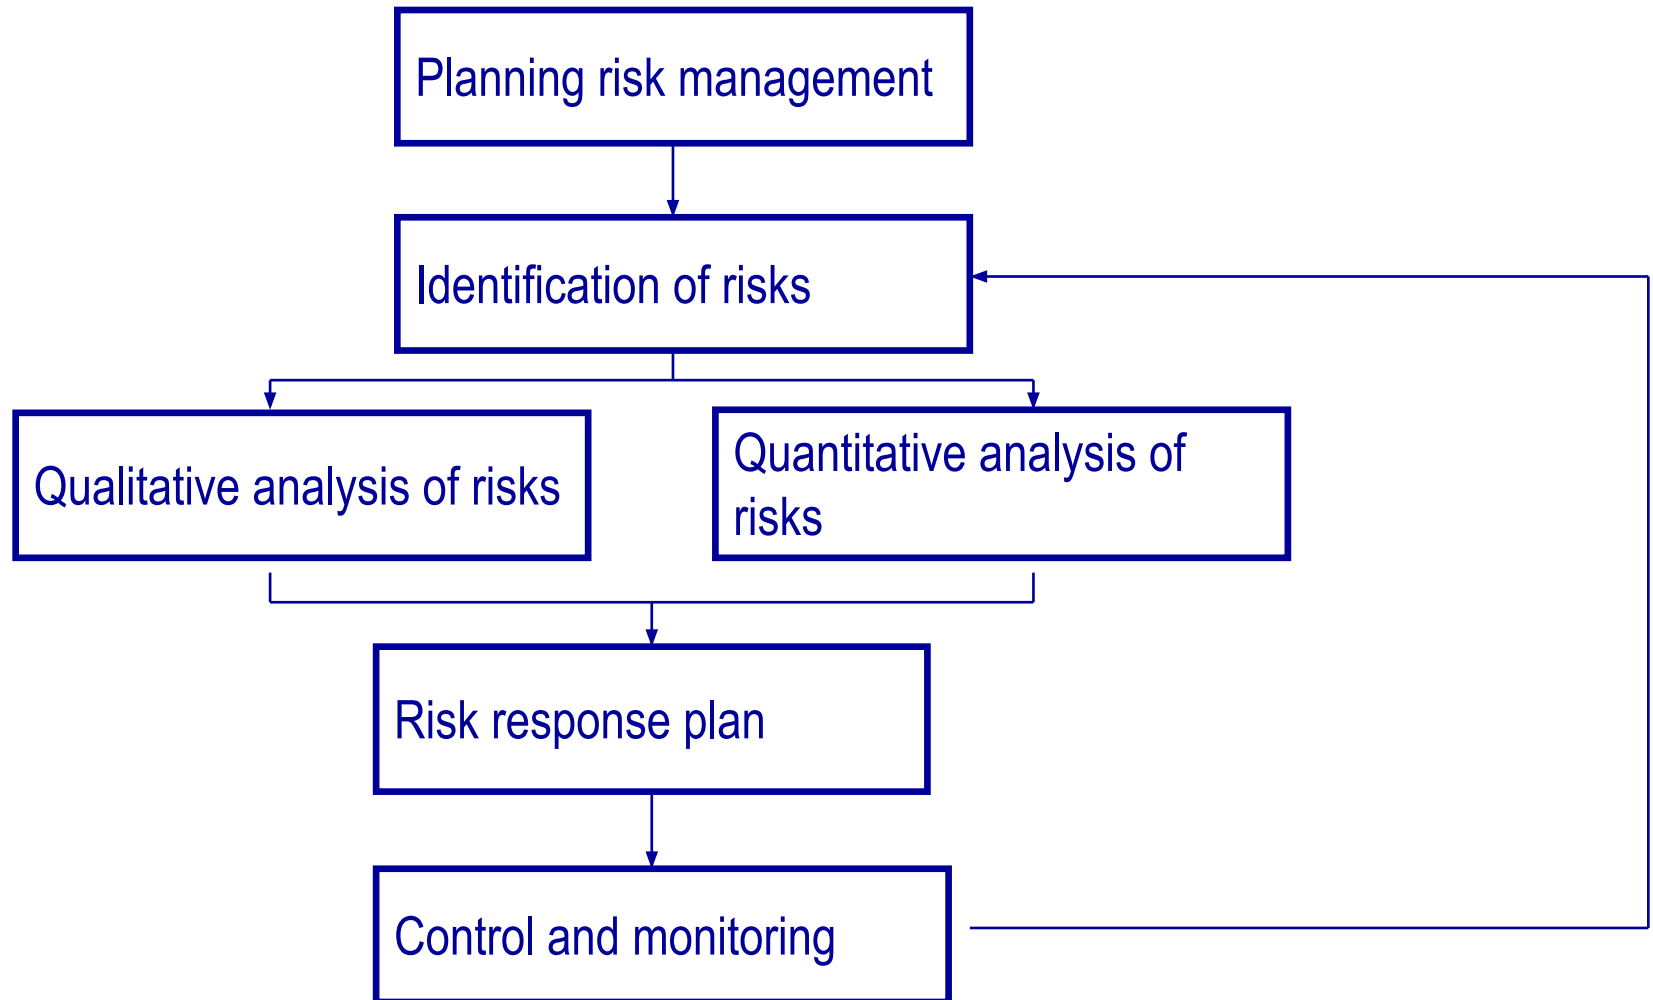 Planning risk management
Identification of risks
Qualitative analysis of risks
Quantitative analysis of
risks
Risk response plan
Control and monitoring